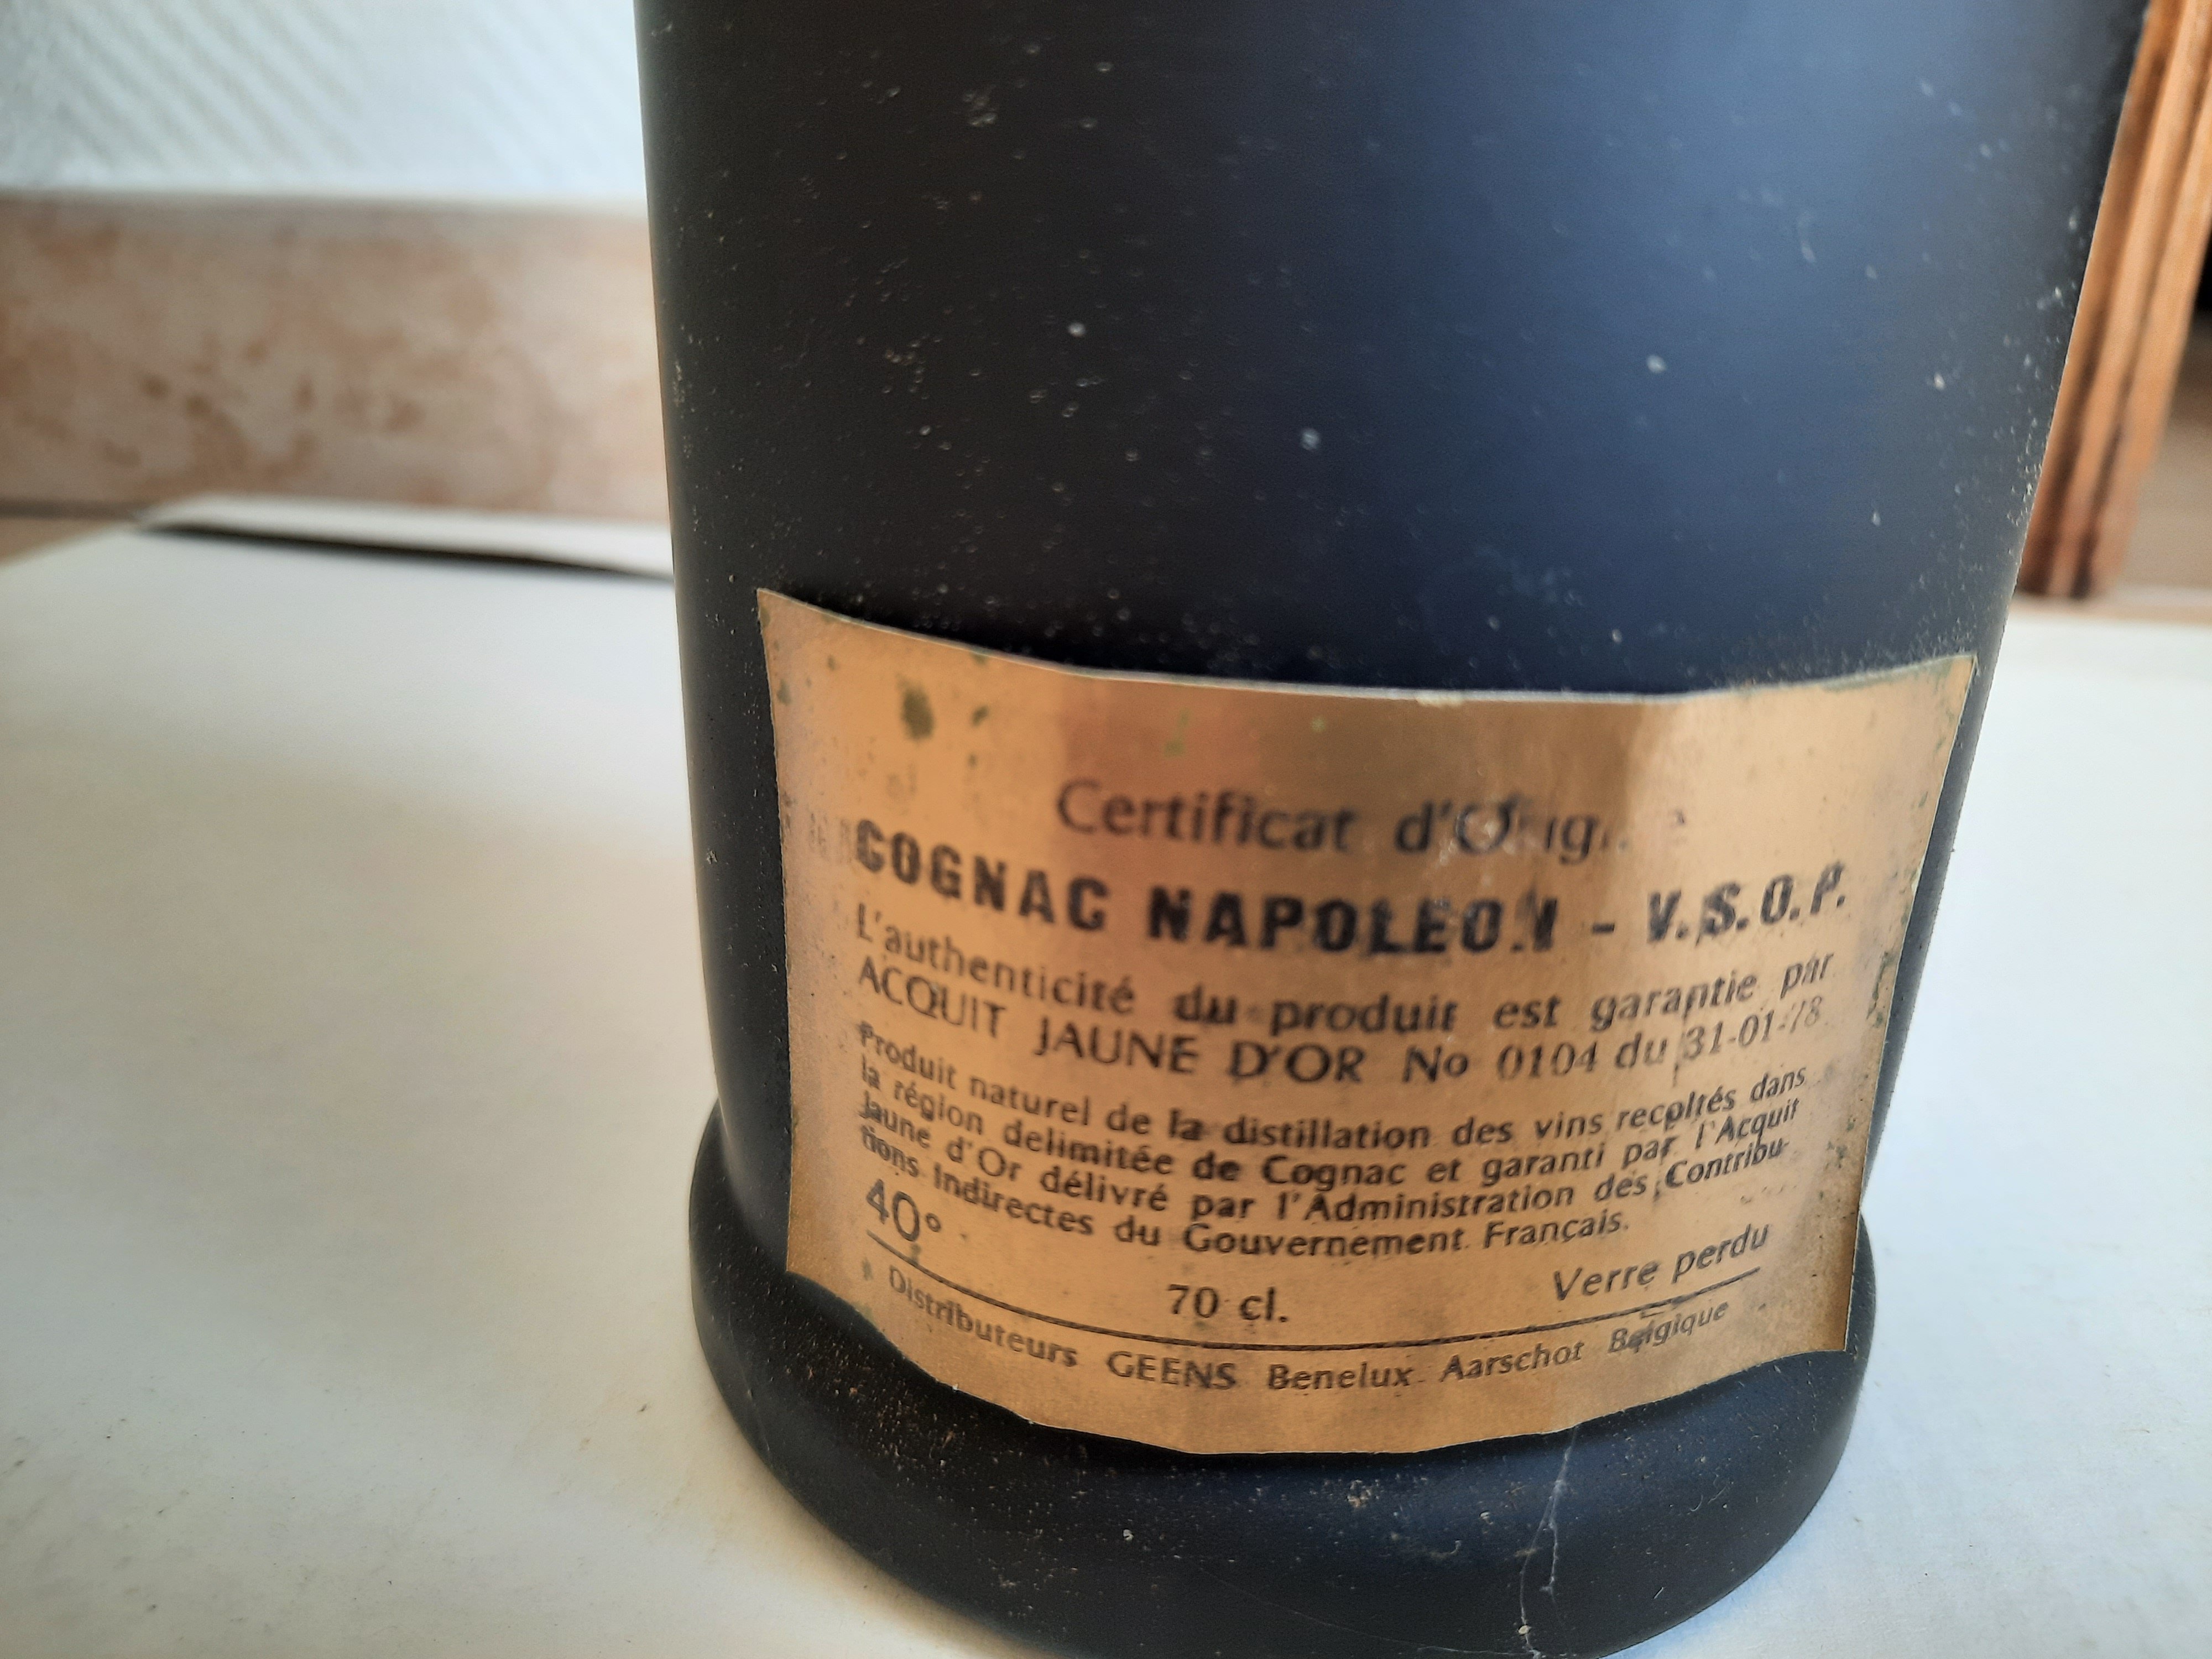 Certificat d'Origine
COGNAC NAPOLEON - V.S.O.P.
L'authenticité du produit est garantie par
ACQUIT JAUNE D'OR No 0104 du 31-01-78
Produit naturel de la distillation des vins recoltés dans
la région delimitée de Cognac et garanti par l'Acquit
Jaune d'Or délivré par l'Administration des Contribu-
tions Indirectes du Gouvernement Français.
40° 70 cl. Verre perdu
Distributeurs GEENS Benelux Aarschot Belgique